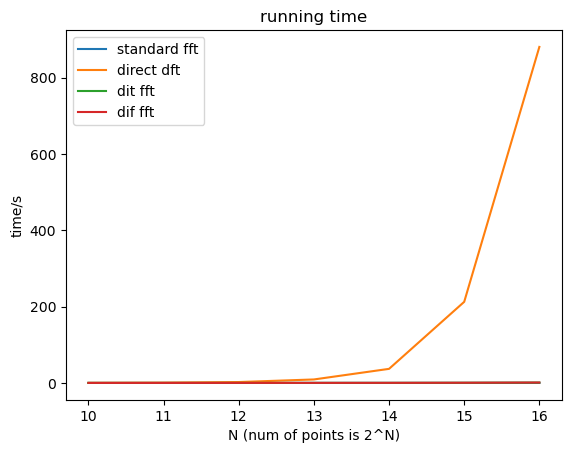 running time
standard fft
direct dft
dit fft
dif fft
time/s
800
600
400
200
0
10 11 12 13 14 15 16
N (num of points is 2^N)